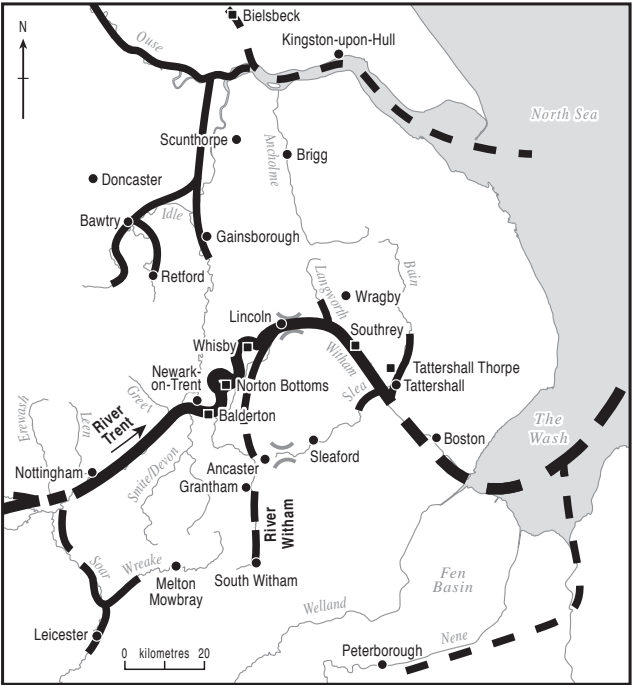 Bielsbeck
N
Kingston-upon-Hull
Ouse
North Sea
Scunthorpe
Ancholme
Brigg
Doncaster
Idle
Bawtry
Gainsborough
Retford
Langworth
Bain
Wragby
Lincoln
Southrey
Whisby
Witham
Tattershall Thorpe
Newark-
on-Trent
Norton Bottoms
Slea
Tattershall
Greet
Balderton
Erewash
Leen
River
Trent
The
Wash
Boston
Sleaford
Nottingham
Smite/Devon
Ancaster
Grantham
River
Witham
Soar
Wreake
Melton
Mowbray
South Witham
Fen
Basin
Welland
Leicester
Nene
Peterborough
0 kilometres 20